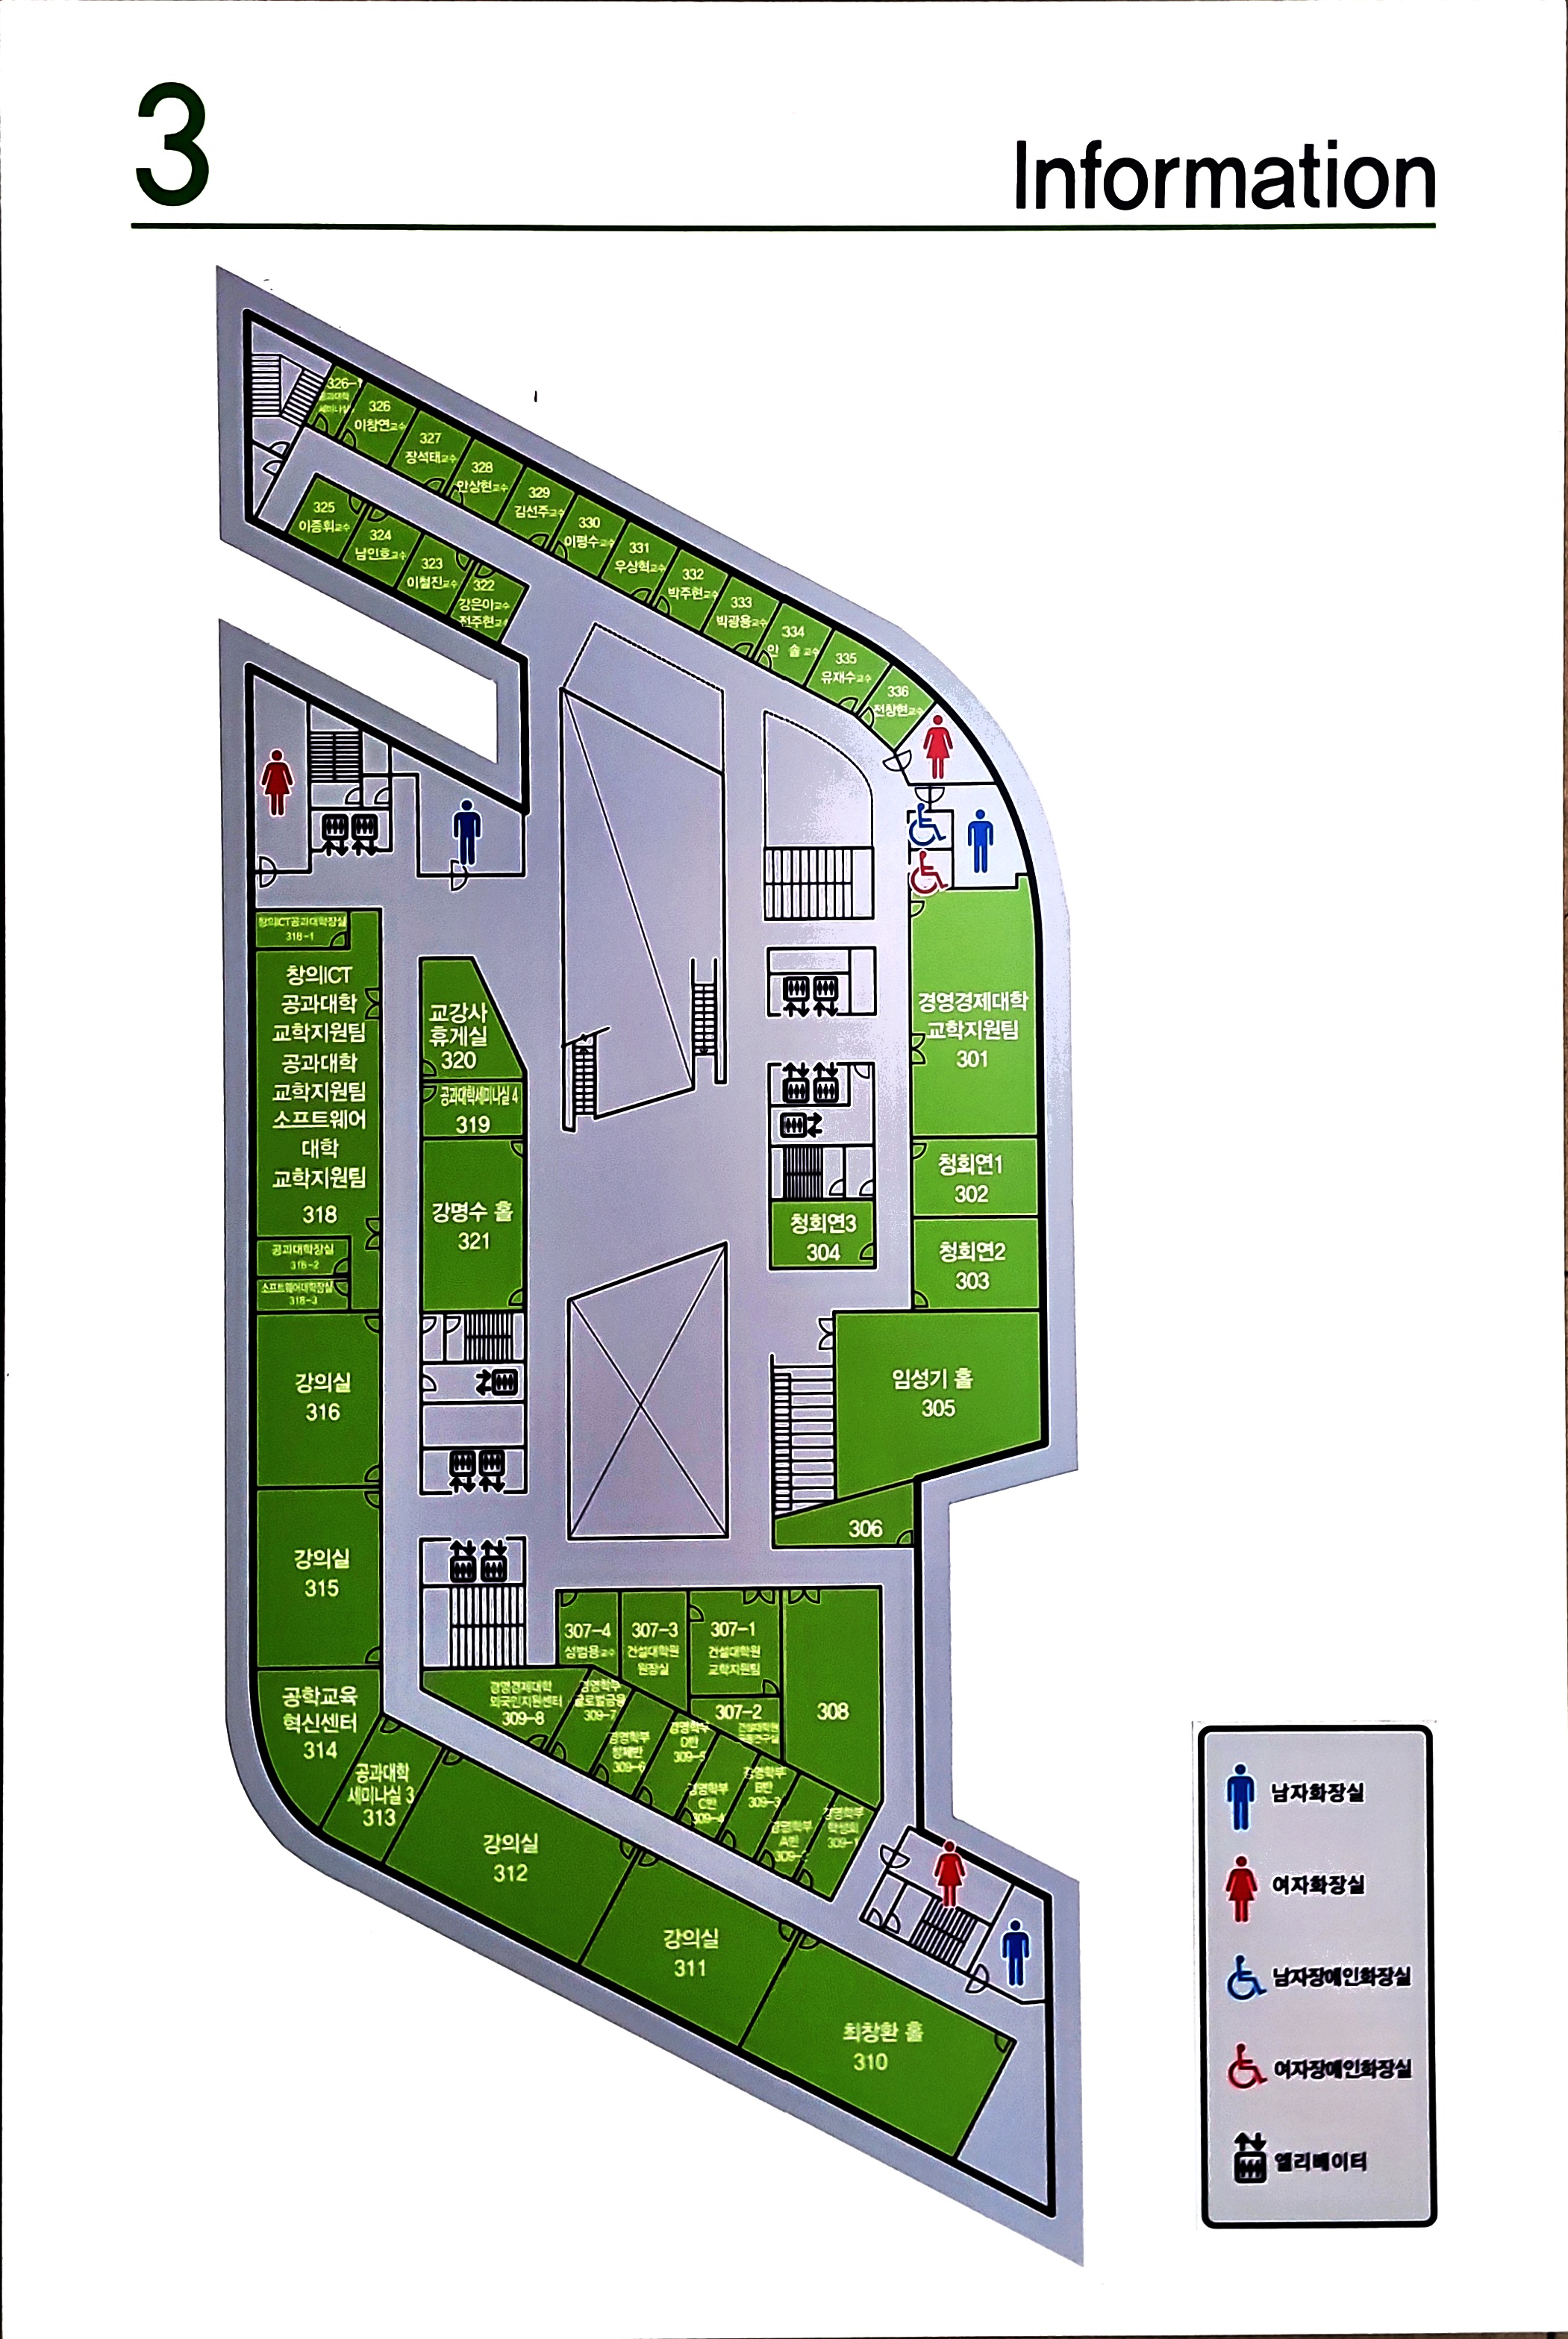 3
Information
326-1
공과대학
세미나실
326
이창연교수
327
장석태교수
328
안상현교수
329
김선주교수
330
이평수교수
331
우상혁교수
332
박주현교수
333
박광용교수
334
안 솔 교수
335
유재수교수
336
전창현교수
325
이종휘교수
324
남인호교수
323
이철진교수
322
강은아교수
전주현교수
창의ICT공과대학장실
318-1
창의ICT
공과대학
교학지원팀
공과대학
교학지원팀
소프트웨어
대학
교학지원팀
318
공과대학장실
318-2
소프트웨어대학장실
318-3
교강사
휴게실
320
공과대학세미나실 4
319
강명수 홀
321
경영경제대학
교학지원팀
301
청회연1
302
청회연2
303
청회연3
304
임성기 홀
305
306
강의실
316
강의실
315
공학교육
혁신센터
314
공과대학
세미나실 3
313
강의실
312
강의실
311
최창환 홀
310
307-4
성범용교수
307-3
건설대학원
원장실
307-1
건설대학원
교학지원팀
307-2
건설대학원
308
경영경제대학
외국인지원센터
309-8
경영학부
글로벌금융
309-7
경영학부
309-6
경영학부
D반
309-5
경영학부
C반
309-4
경영학부
B반
309-3
경영학부
A반
309-2
경영학부
학생회
309-1
남자화장실
여자화장실
남자장애인화장실
여자장애인화장실
엘리베이터